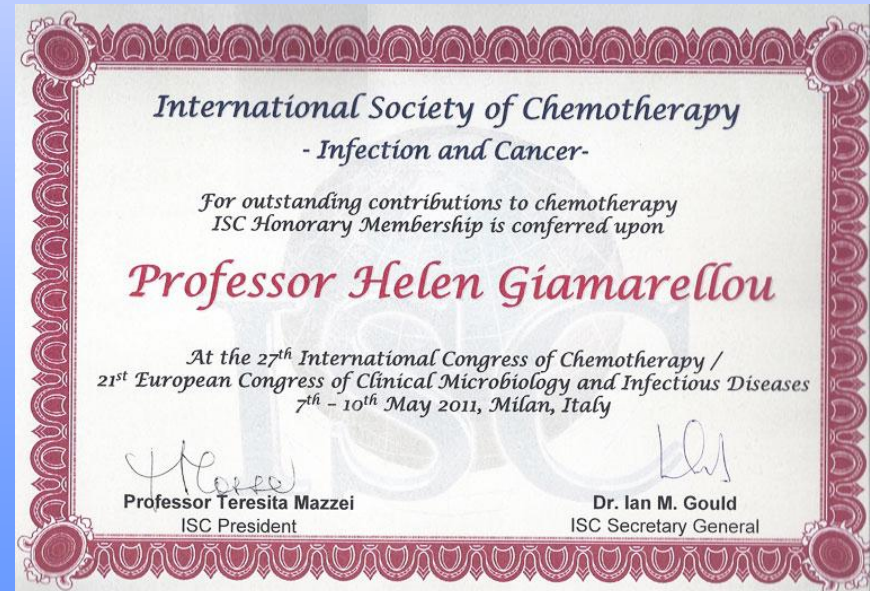 International Society of Chemotherapy
- Infection and Cancer-
For outstanding contributions to chemotherapy
ISC Honorary Membership is conferred upon
Professor Helen Giamarellou
At the 27th International Congress of Chemotherapy /
21st European Congress of Clinical Microbiology and Infectious Diseases
7th - 10th May 2011, Milan, Italy
ISC
Professor Teresita Mazzei
Dr. Ian M. Gould
ISC President
ISC Secretary General